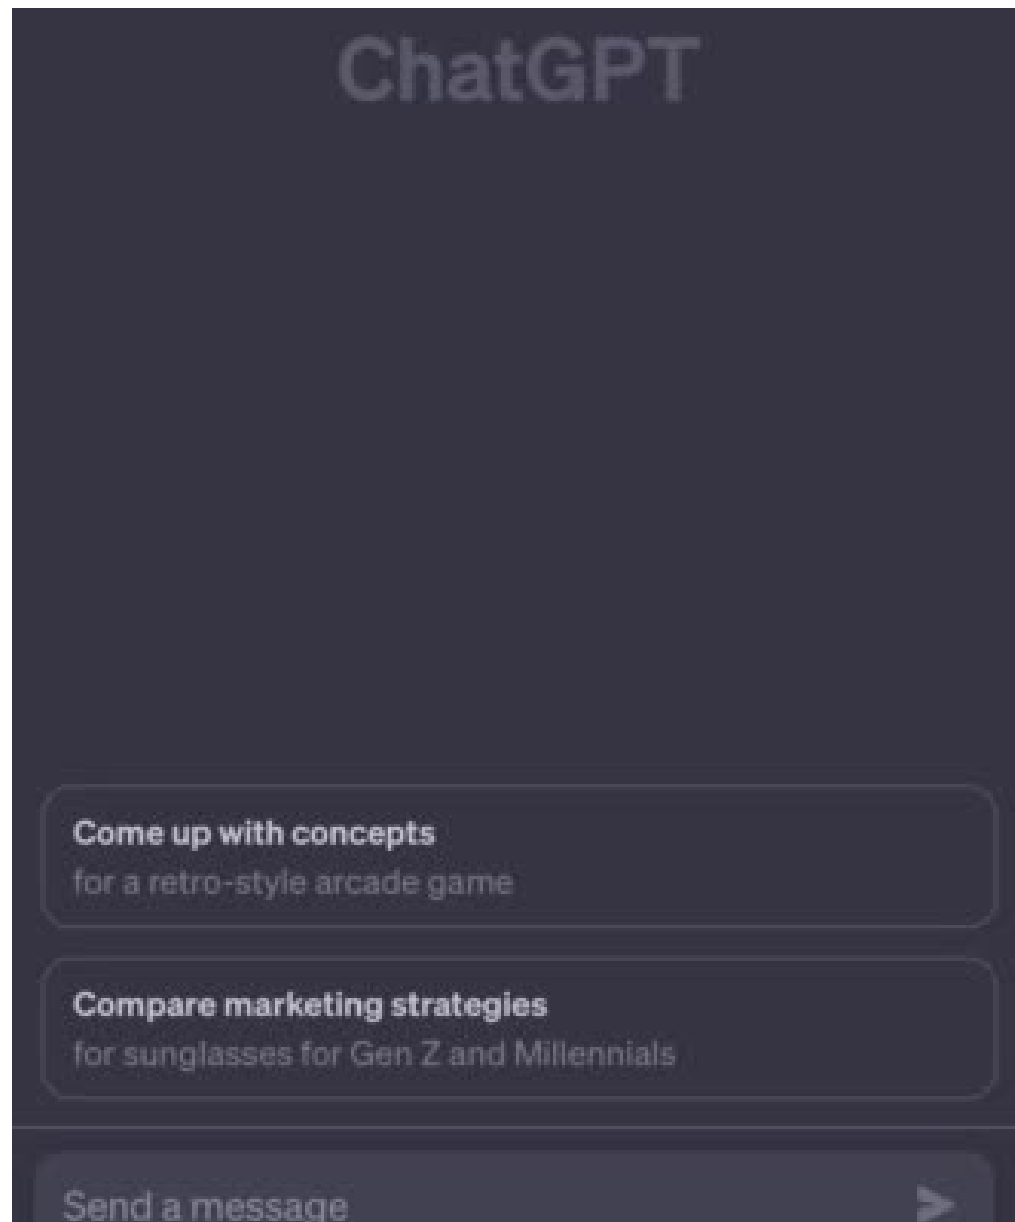 ChatGPT
Come up with concepts
for a retro-style arcade game
Compare marketing strategies
for sunglasses for Gen Z and Millennials
Send a message